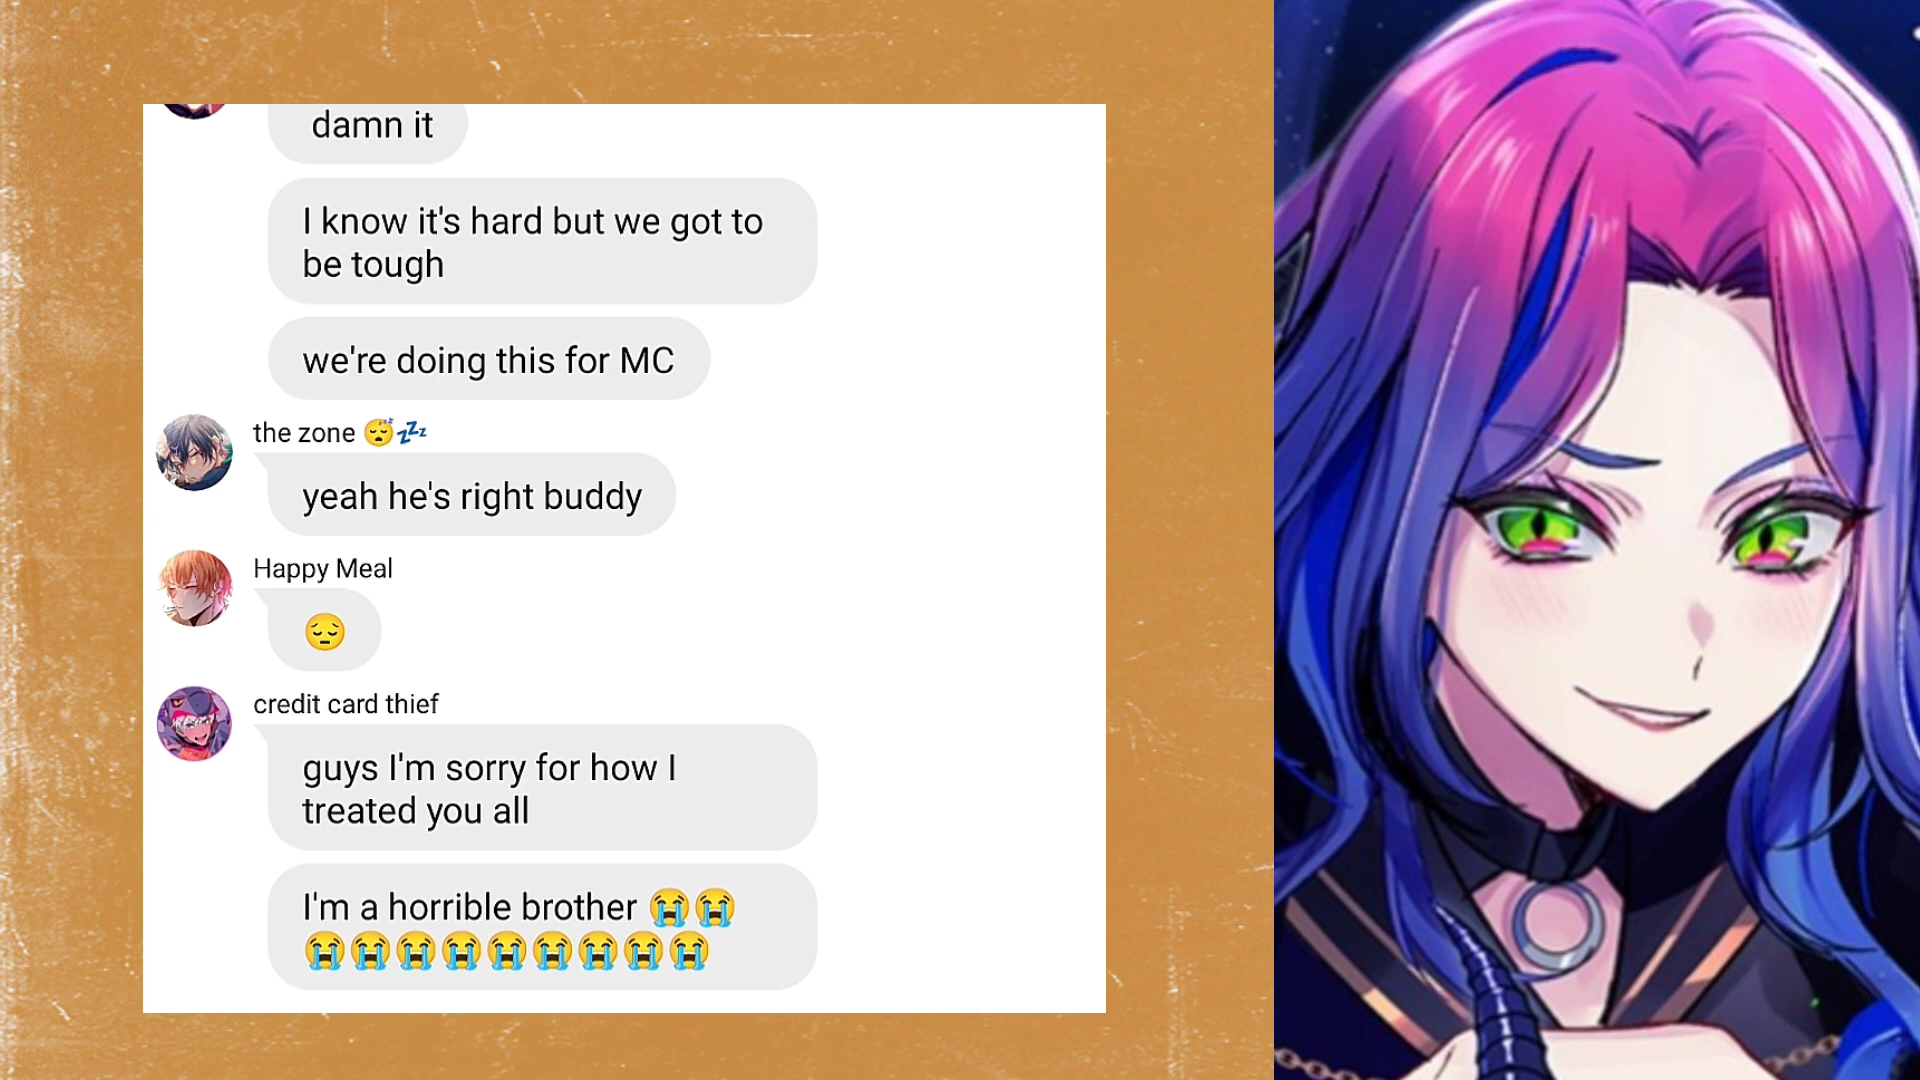 damn it
I know it's hard but we got to
be tough
we're doing this for MC
the zone 😴💤
yeah he's right buddy
Happy Meal
😔
credit card thief
guys I'm sorry for how I
treated you all
I'm a horrible brother 😭😭
😭😭😭😭😭😭😭😭😭